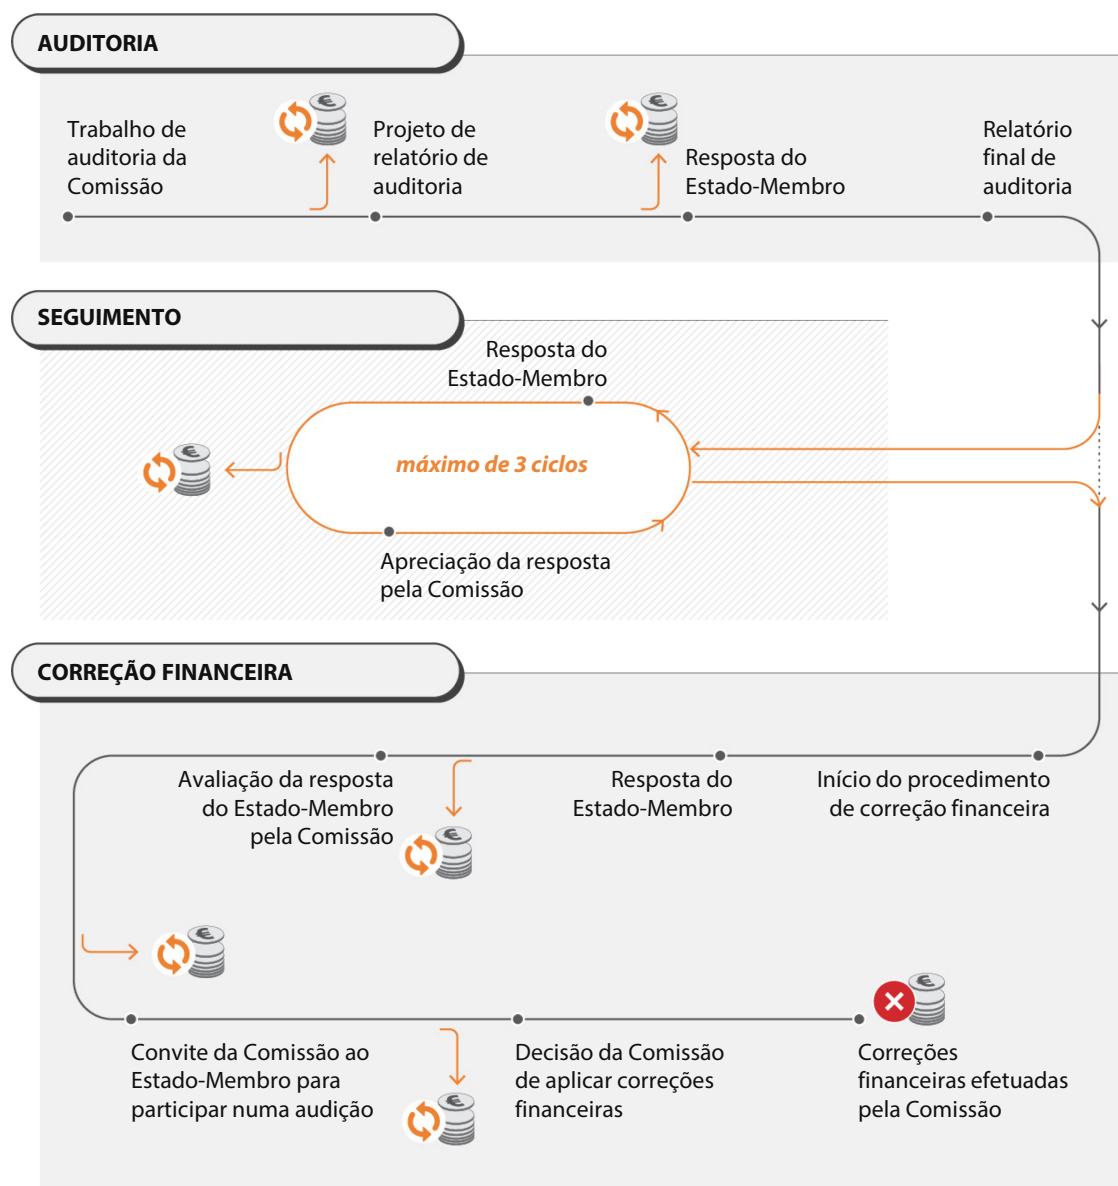 AUDITORIA
Trabalho de
auditoria da
Comissão
Projeto de
relatório de
auditoria
Resposta do
Estado-Membro
Relatório
final de
auditoria
SEGUIMENTO
Resposta do
Estado-Membro
máximo de 3 ciclos
Apreciação da resposta
pela Comissão
CORREÇÃO FINANCEIRA
Avaliação da resposta
do Estado-Membro
pela Comissão
Resposta do
Estado-Membro
Início do procedimento
de correção financeira
Convite da Comissão ao
Estado-Membro para
participar numa audição
Decisão da Comissão
de aplicar correções
financeiras
Correções
financeiras efetuadas
pela Comissão